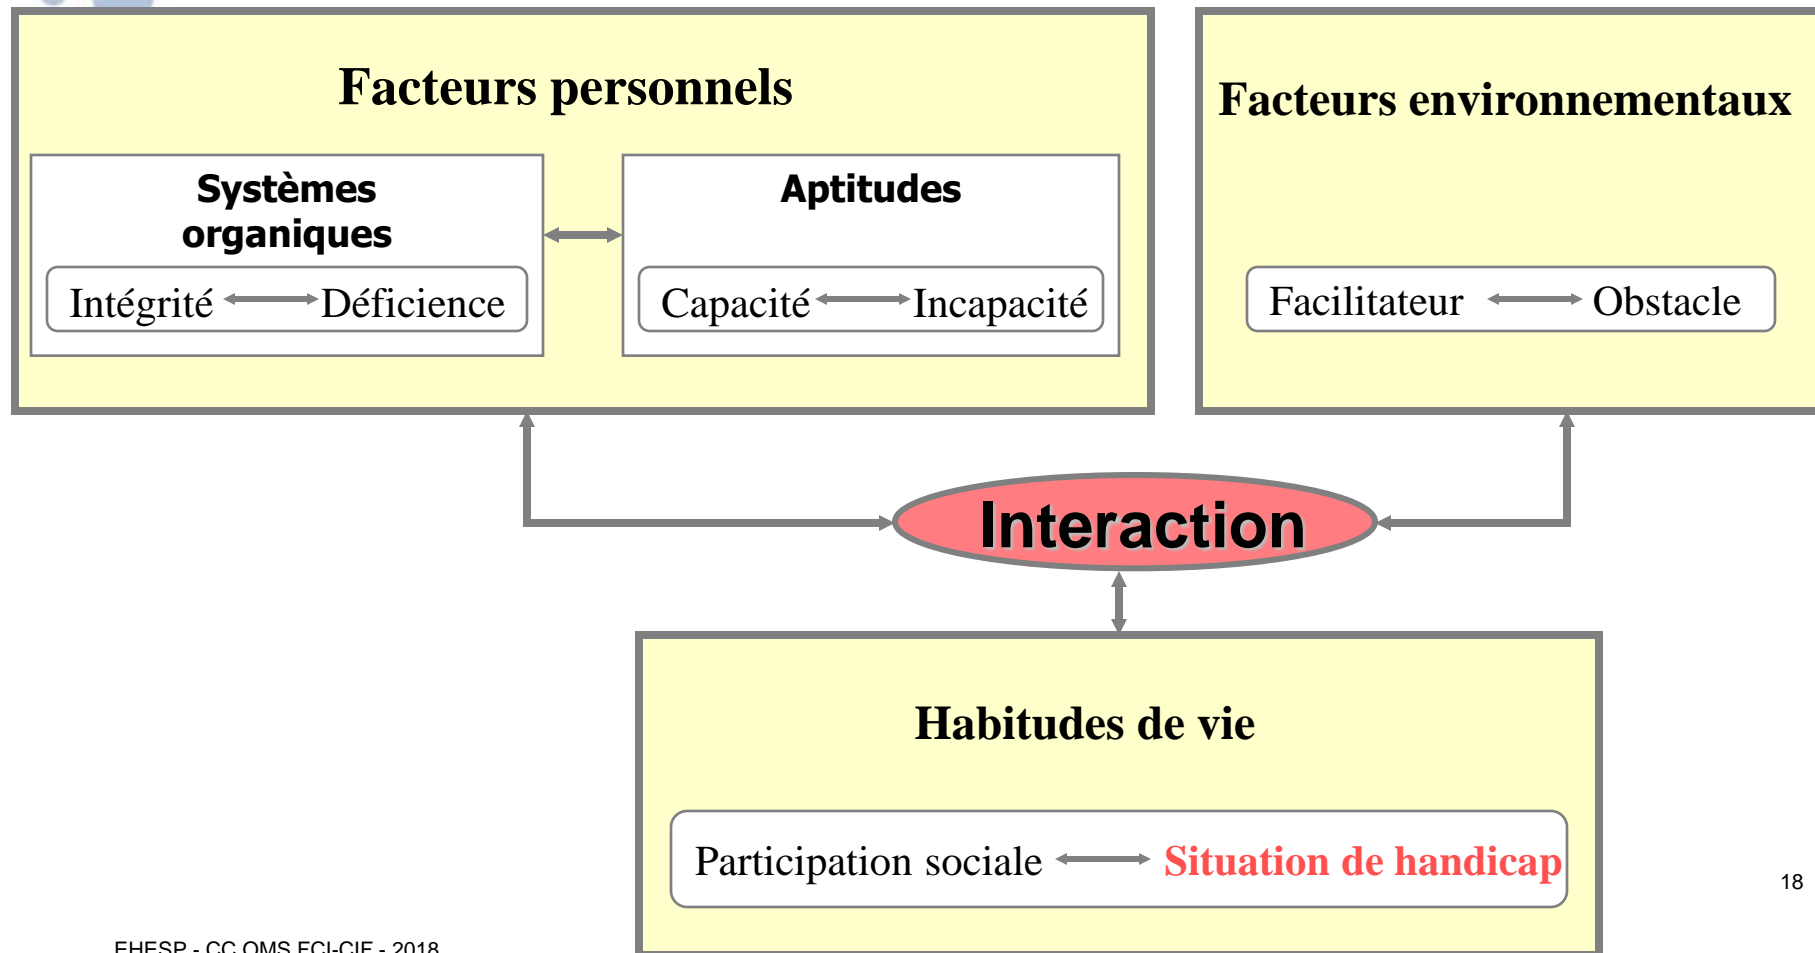 Facteurs personnels
Systèmes
organiques
Intégrité
Déficience
Aptitudes
Capacité
Incapacité
Facteurs environnementaux
Facilitateur
Obstacle
Interaction
Habitudes de vie
Participation sociale
Situation de handicap
18
EHESP - CC OMS FCI-CIF - 2018